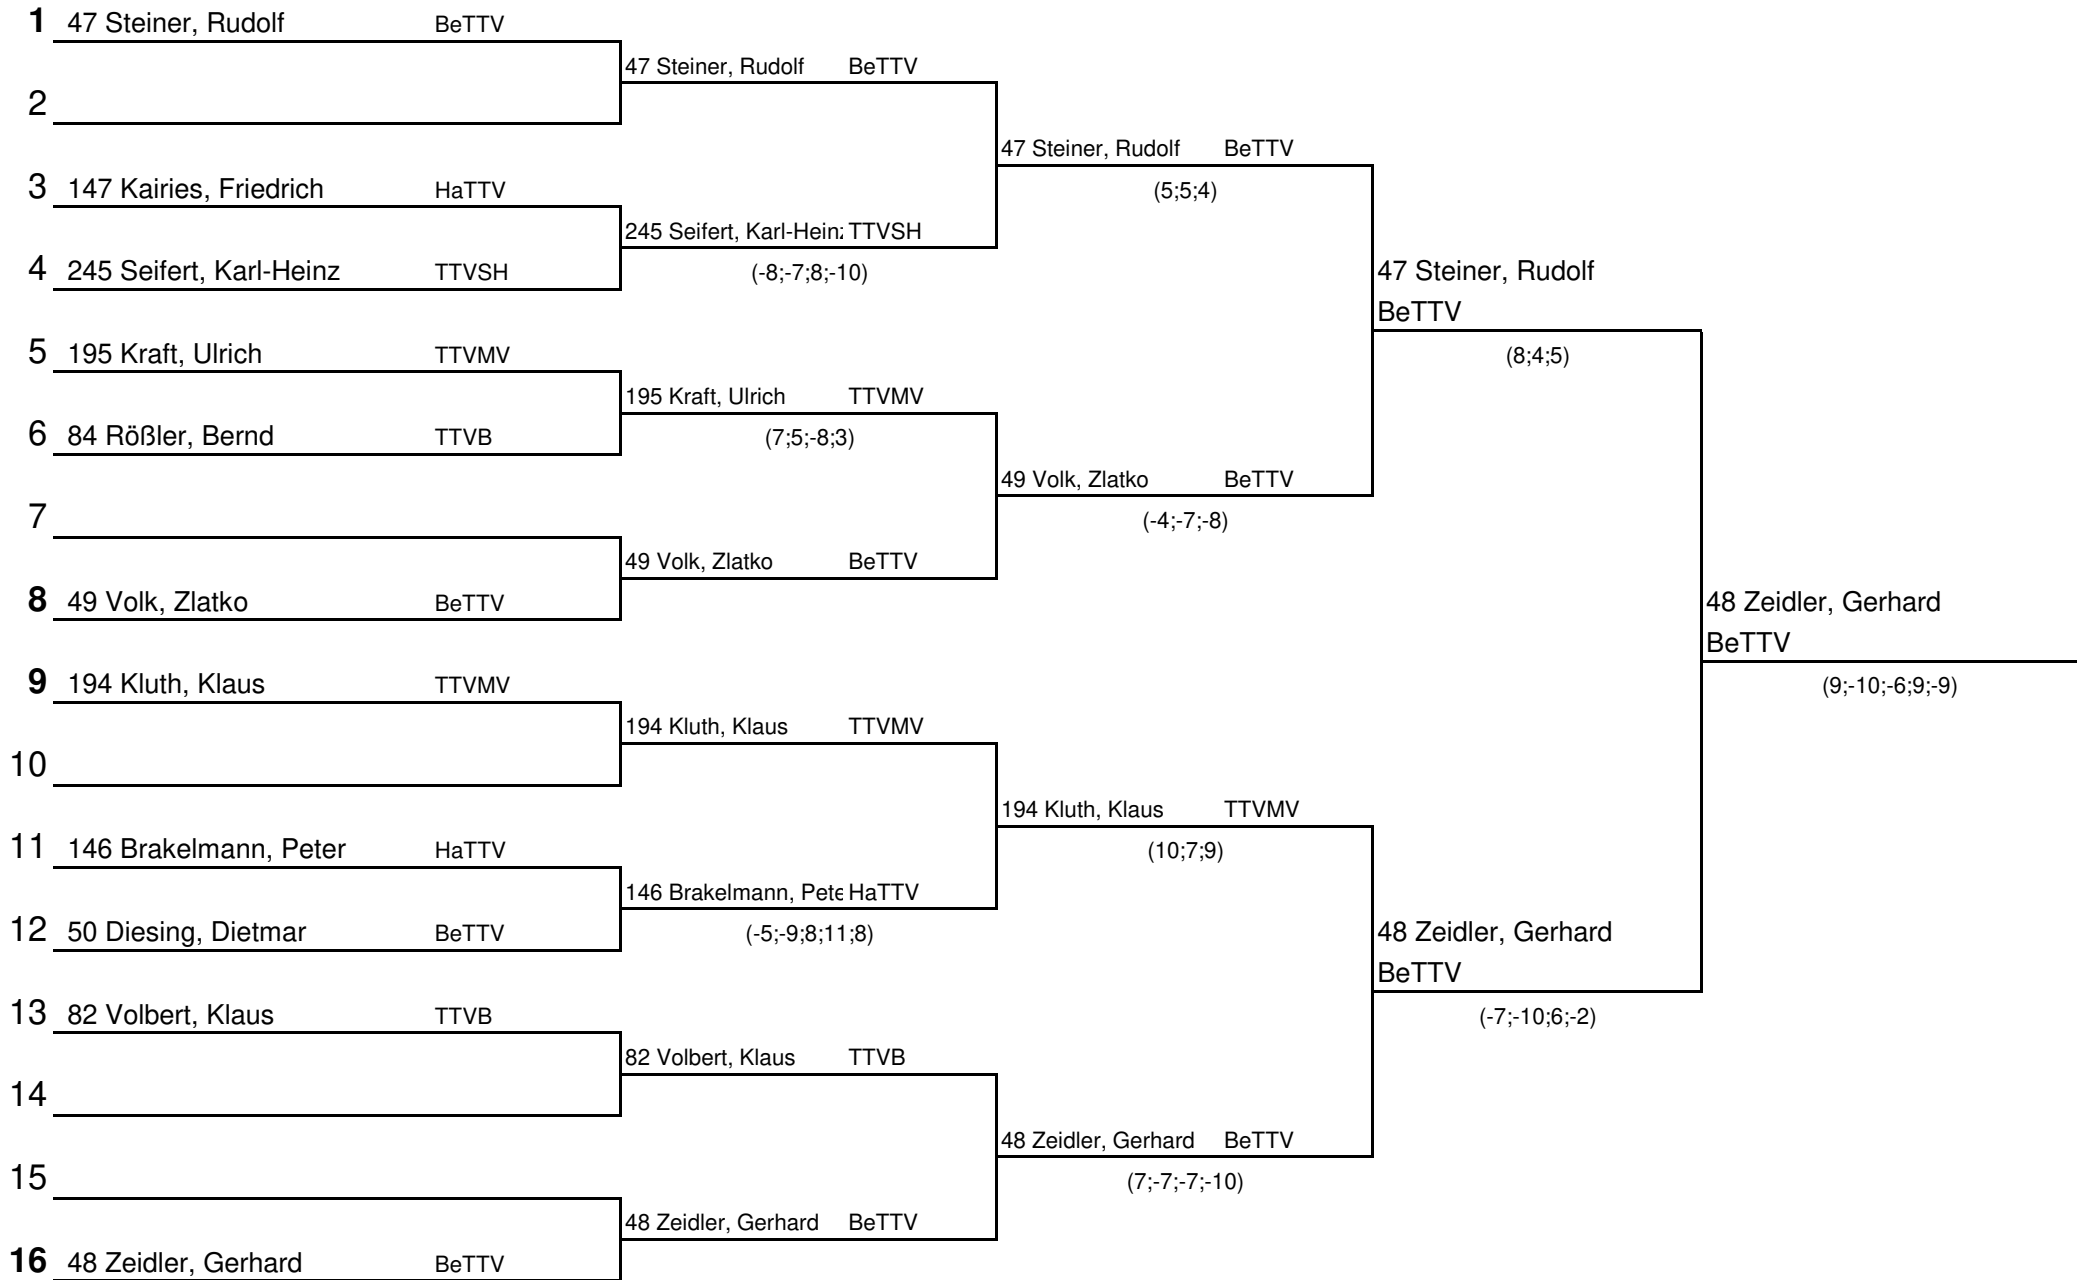 1 47 Steiner, Rudolf BeTTV
47 Steiner, Rudolf BeTTV
2
47 Steiner, Rudolf BeTTV
3 147 Kairies, Friedrich HaTTV
(5;5;4)
245 Seifert, Karl-Hein: TTVSH
4 245 Seifert, Karl-Heinz TTVSH
(-8;-7;8;-10)
47 Steiner, Rudolf
BeTTV
5 195 Kraft, Ulrich TTVMV
(8;4;5)
195 Kraft, Ulrich TTVMV
6 84 Rößler, Bernd TTVB
(7;5;-8;3)
49 Volk, Zlatko BeTTV
7
(-4;-7;-8)
49 Volk, Zlatko BeTTV
8 49 Volk, Zlatko BeTTV
48 Zeidler, Gerhard
BeTTV
9 194 Kluth, Klaus TTVMV
(9;-10;-6;9;-9)
194 Kluth, Klaus TTVMV
10
194 Kluth, Klaus TTVMV
11 146 Brakelmann, Peter HaTTV
(10;7;9)
146 Brakelmann, Pete HaTTV
12 50 Diesing, Dietmar BeTTV
(-5;-9;8;11;8)
48 Zeidler, Gerhard
BeTTV
13 82 Volbert, Klaus TTVB
(-7;-10;6;-2)
82 Volbert, Klaus TTVB
14
48 Zeidler, Gerhard BeTTV
15
(7;-7;-7;-10)
48 Zeidler, Gerhard BeTTV
16 48 Zeidler, Gerhard BeTTV